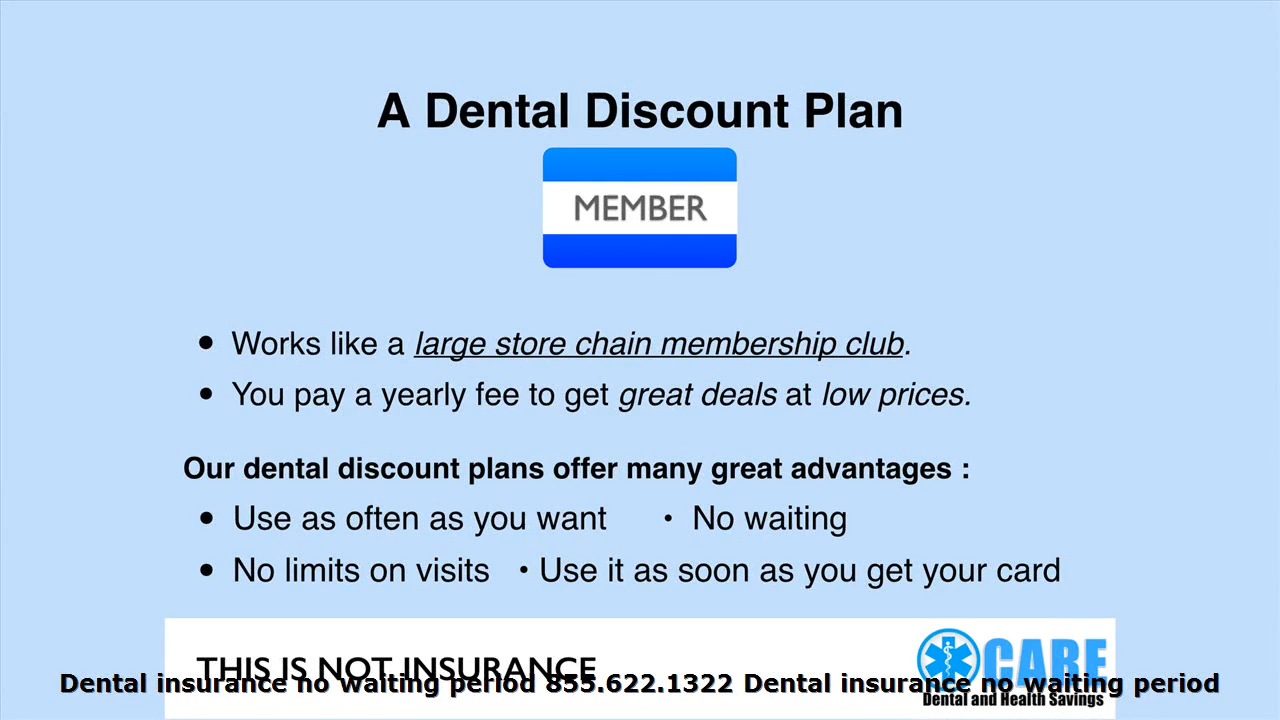 A Dental Discount Plan
MEMBER
• Works like a large store chain membership club.
• You pay a yearly fee to get great deals at low prices.
Our dental discount plans offer many great advantages :
• Use as often as you want • No waiting
• No limits on visits • Use it as soon as you get your card
THIS IS NOT INSURANCE
CARE
Dental and Health Savings
Dental insurance no waiting period 855.622.1322 Dental insurance no waiting period